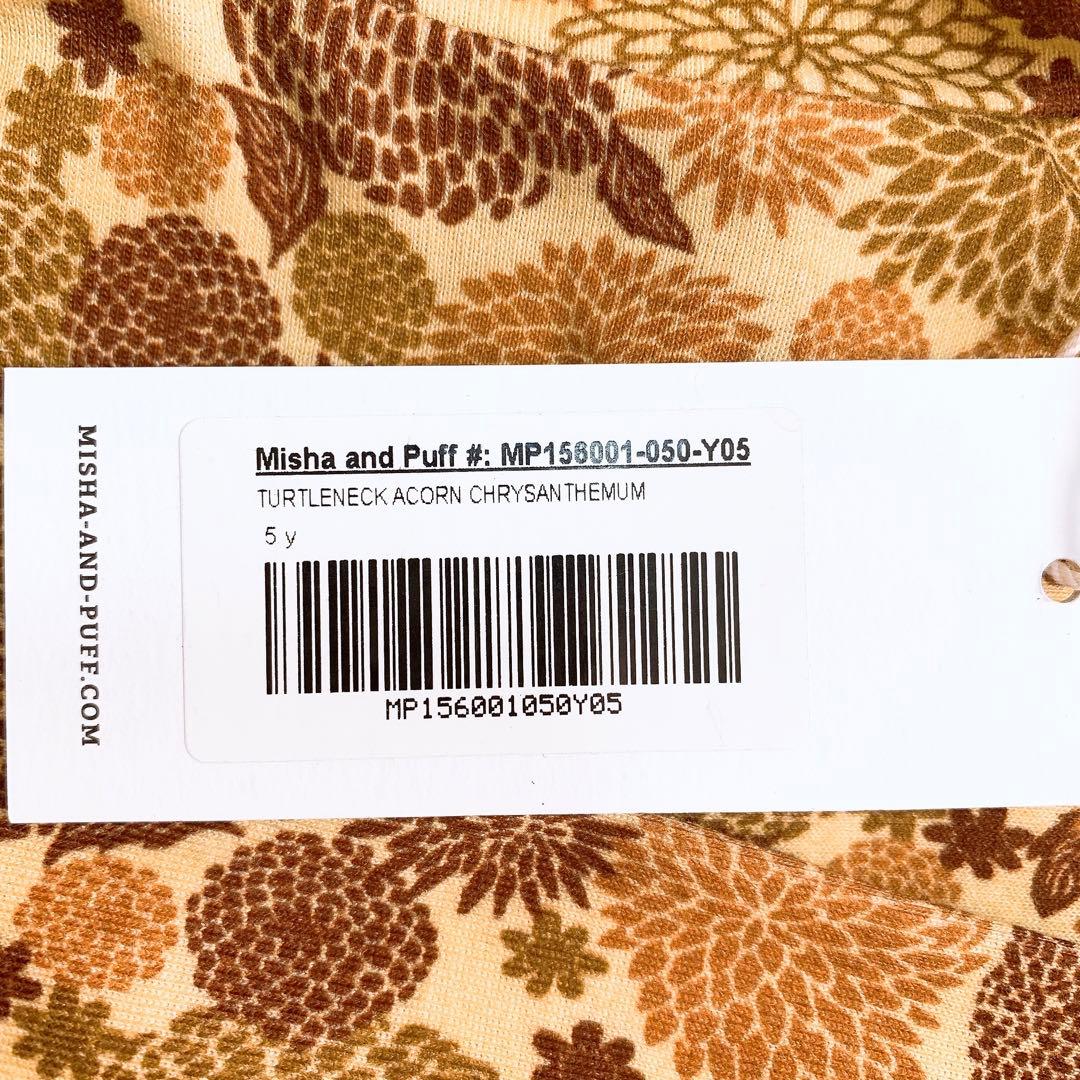 MISHA-AND-PUFF.COM
Misha and Puff #: MP156001-050-Y05
TURTLENECK ACORN CHRYSANTHEMUM
5 y
MP156001050Y05